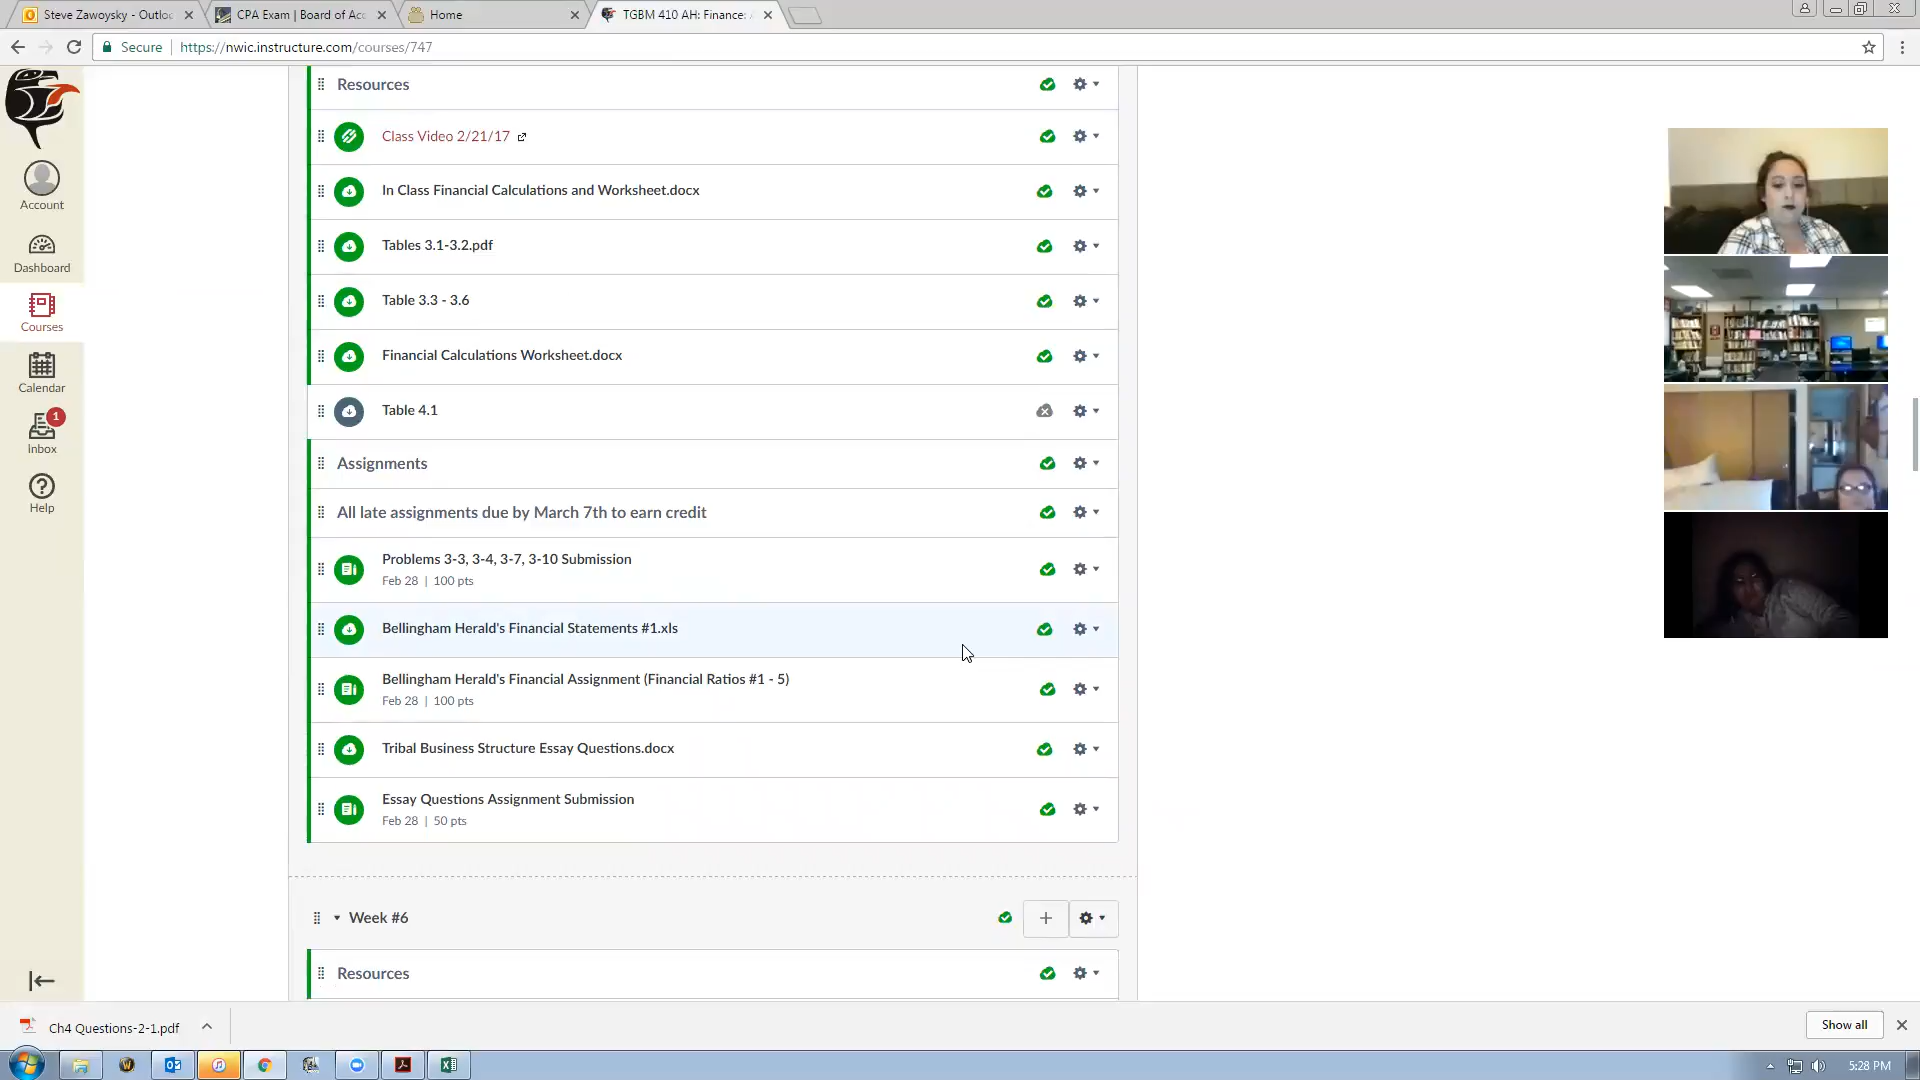 Steve Zawoysky - Outloo
CPA Exam | Board of Acc
Home
TGBM 410 AH: Finance:
Secure
https://nwic.instructure.com/courses/747
Account
Dashboard
Courses
Calendar
1
Inbox
Help
Resources
Class Video 2/21/17
In Class Financial Calculations and Worksheet.docx
Tables 3.1-3.2.pdf
Table 3.3 - 3.6
Financial Calculations Worksheet.docx
Table 4.1
Assignments
All late assignments due by March 7th to earn credit
Problems 3-3, 3-4, 3-7, 3-10 Submission
Feb 28 | 100 pts
Bellingham Herald's Financial Statements #1.xls
Bellingham Herald's Financial Assignment (Financial Ratios #1 - 5)
Feb 28 | 100 pts
Tribal Business Structure Essay Questions.docx
Essay Questions Assignment Submission
Feb 28 | 50 pts
Week #6
Resources
Ch4 Questions-2-1.pdf
Show all
5:28 PM